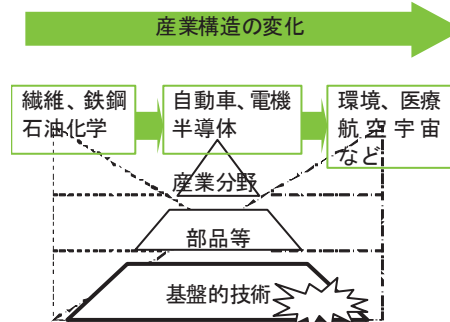 産業構造の変化
繊維、鉄鋼
石油化学
自動車、電機
半導体
環境、医療
航空宇宙
など
産業分野
部品等
基盤的技術